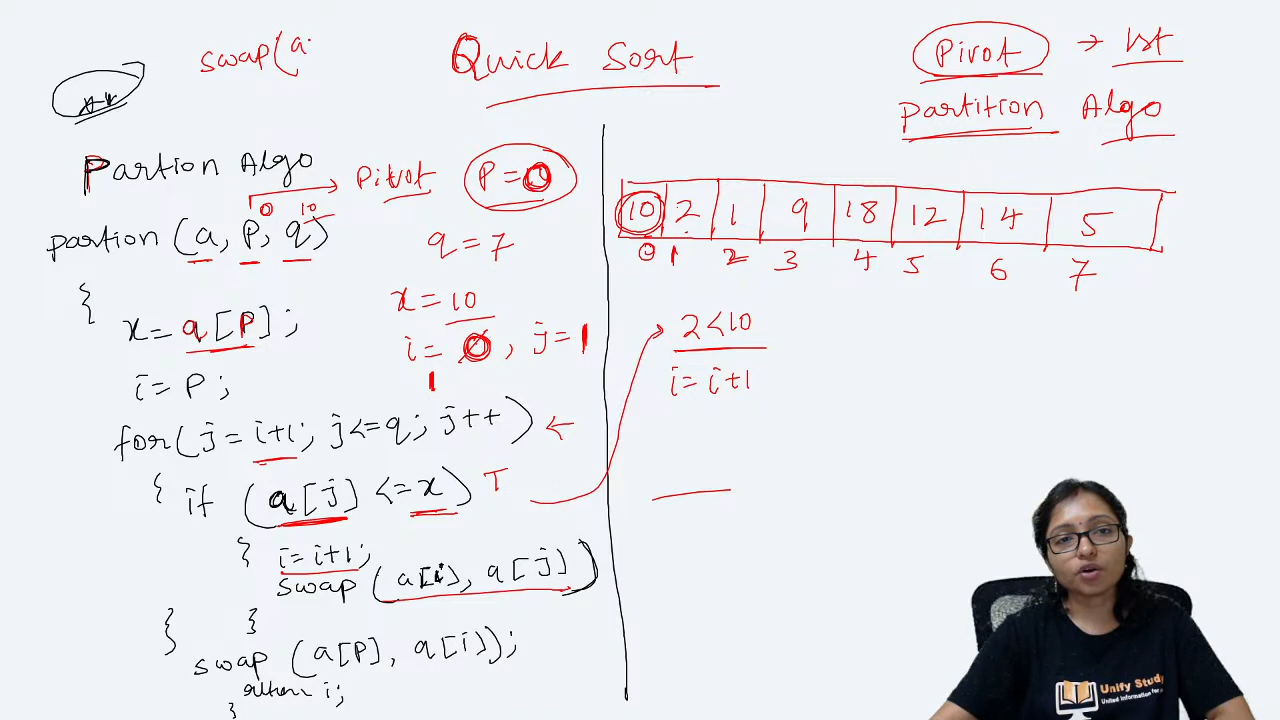 swap(a
Quick Sort
Pivot → 1st
Partition Algo
Partion Algo
0 10 Pivot P = 0
partion (a, p, q)
q = 7
{
x = a[P];
x = 10
i = P;
i = 0, j = 1
1
for(j = i+1; j<=q; j++) ←
{ if (a[j] <= x) T
{ i = i+1;
swap (a[i], a[j])
}
}
swap (a[P], a[i]);
return i;
}
10 2 1 9 18 12 14 5
0 1 2 3 4 5 6 7
2<10
i = i+1
Unify Study